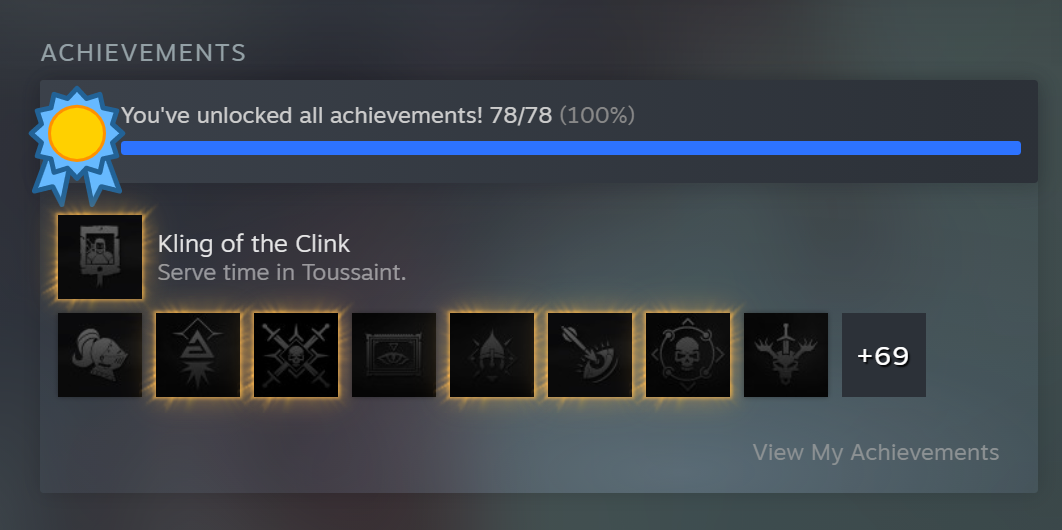 ACHIEVEMENTS
You've unlocked all achievements! 78/78 (100%)
Kling of the Clink
Serve time in Toussaint.
+69
View My Achievements